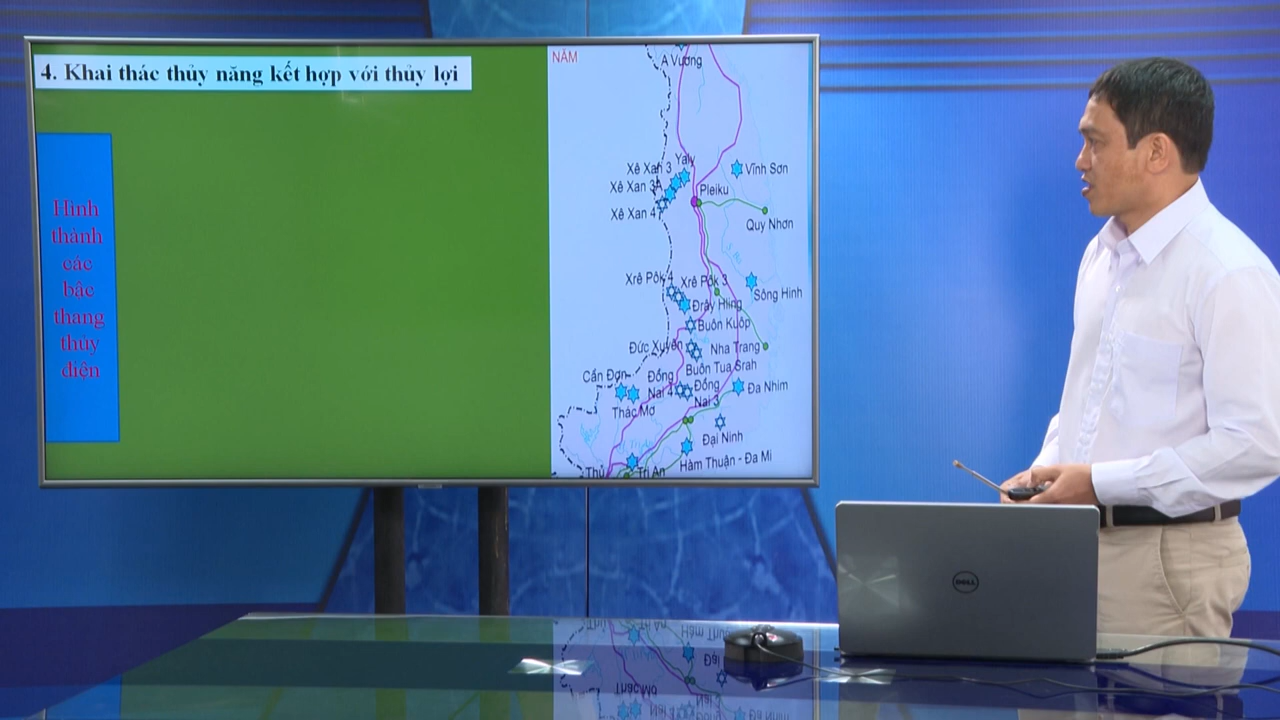 4. Khai thác thủy năng kết hợp với thủy lợi
NĂM
Hình
thành
các
bậc
thang
thủy
điện
A Vương
Yaly
Xê Xan 3
Vĩnh Sơn
Xê Xan 3A
Pleiku
Xê Xan 4
Quy Nhơn
Xrê Pôk 4
Xrê Pôk 3
Sông Hinh
Đrây Hling
Buôn Kuôp
Đức Xuyên
Nha Trang
Buôn Tua Srah
Cần Đơn
Đồng
Nai 4
Đồng
Nai 3
Đa Nhim
Thác Mơ
Đại Ninh
Hàm Thuận - Đa Mi
Thủ
Trị An
DELL